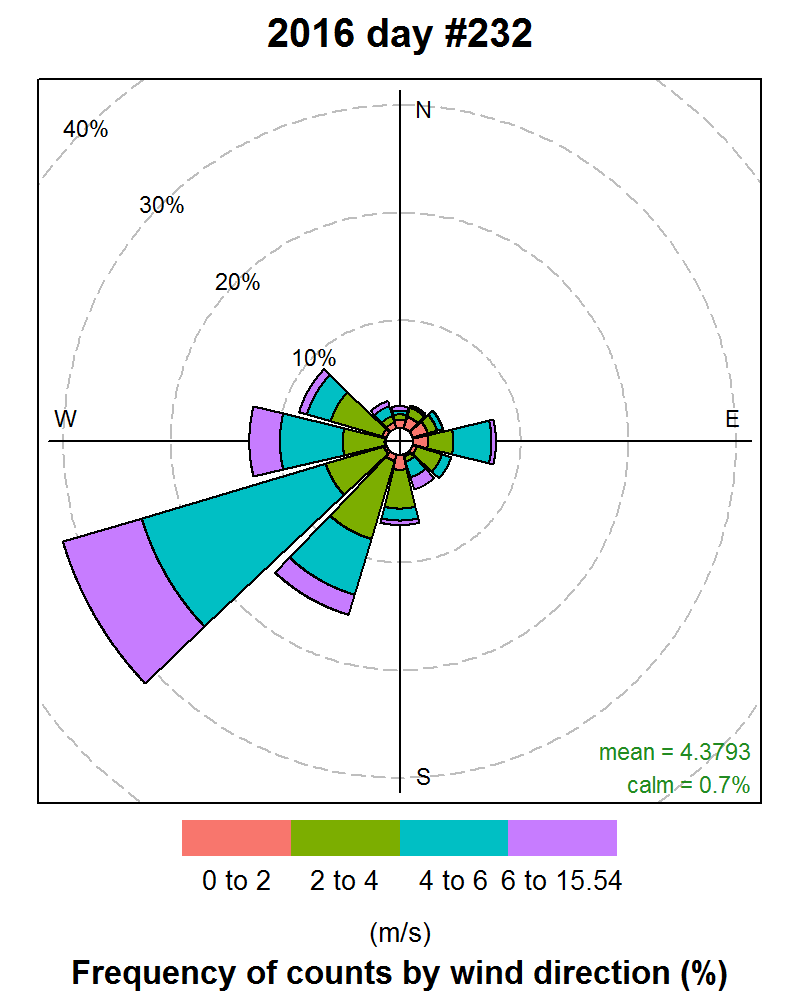 2016 day #232
N
40%
30%
20%
10%
W
E
S
mean = 4.3793
calm = 0.7%
0 to 2 2 to 4 4 to 6 6 to 15.54
(m/s)
Frequency of counts by wind direction (%)